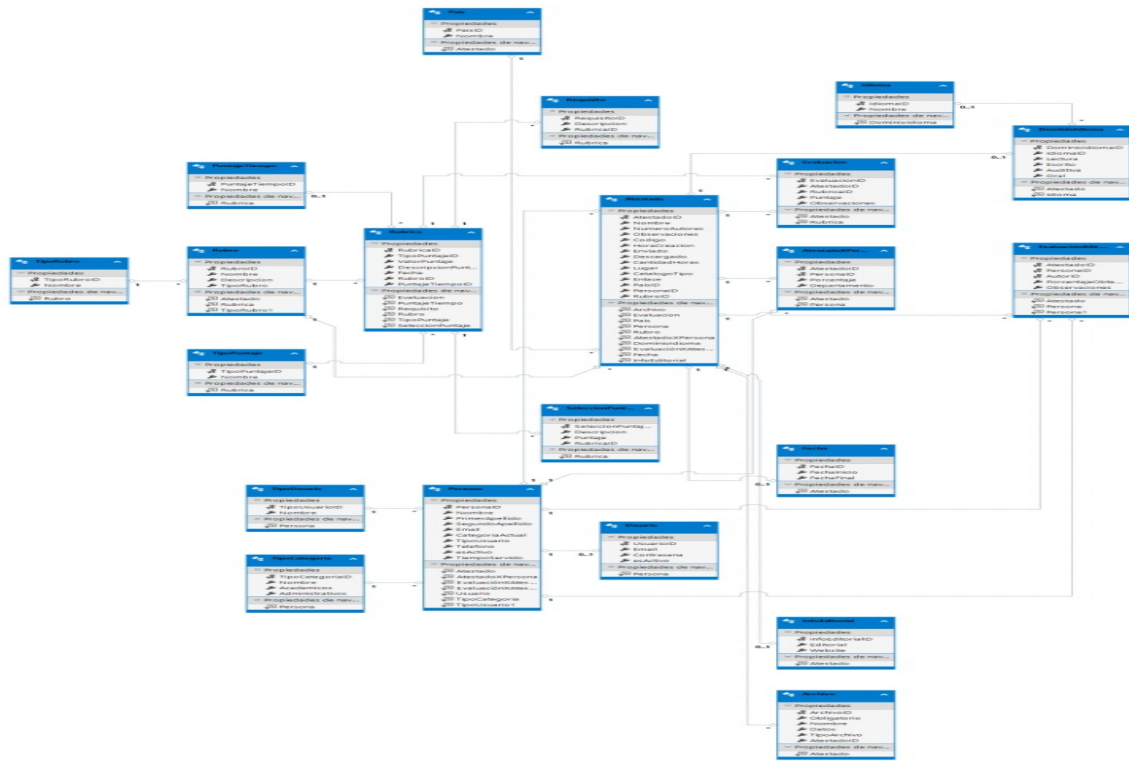 Pais
Propiedades
PaisID
Nombre
Propiedades de nav...
Atestado
Requisito
Propiedades
RequisitoID
Descripcion
RubricaID
Propiedades de nav...
Rubrica
Idioma
Propiedades
IdiomaID
Nombre
Propiedades de nav...
DominioIdioma
DominioIdioma
Propiedades
DominioIdiomaID
IdiomaID
Lectura
Escrito
Auditiva
Oral
Propiedades de nav...
Atestado
Idioma
PuntajeTiempo
Propiedades
PuntajeTiempoID
Nombre
Propiedades de nav...
Rubrica
Evaluacion
Propiedades
EvaluacionID
AtestadoID
RubricaID
Puntaje
Observaciones
Propiedades de nav...
Atestado
Rubrica
Atestado
Propiedades
AtestadoID
Nombre
NumeroAutores
Observaciones
Codigo
HoraCreacion
Enviado
Descargado
CantidadHoras
Lugar
CatalogoTipo
Enlace
PaisID
PersonaID
RubroID
Propiedades de nav...
Archivo
Evaluacion
Pais
Persona
Rubro
AtestadoXPersona
DominioIdioma
EvaluaciónXAtes...
Fecha
InfoEditorial
Rubrica
Propiedades
RubricaID
TipoPuntajeID
ValorPuntaje
DescripcionPunt...
Fecha
RubroID
PuntajeTiempoID
Propiedades de nav...
Evaluacion
PuntajeTiempo
Requisito
Rubro
TipoPuntaje
SeleccionPuntaje
TipoRubro
Propiedades
TipoRubroID
Nombre
Propiedades de nav...
Rubro
Rubro
Propiedades
RubroID
Nombre
Descripcion
TipoRubro
Propiedades de nav...
Atestado
Rubrica
TipoRubro1
AtestadoXPer...
Propiedades
AtestadoID
PersonaID
Porcentaje
Departamento
Propiedades de nav...
Atestado
Persona
Propiedades
AtestadoID
PersonaID
AutorID
PorcentajeObte...
Observaciones
Propiedades de nav...
Atestado
Persona
Persona1
TipoPuntaje
Propiedades
TipoPuntajeID
Nombre
Propiedades de nav...
Rubrica
SeleccionPunt...
Propiedades
SeleccionPuntaj...
Descripcion
Puntaje
RubricaID
Propiedades de nav...
Rubrica
Fecha
Propiedades
FechaID
FechaInicio
FechaFinal
Propiedades de nav...
Atestado
TipoUsuario
Propiedades
TipoUsuarioID
Nombre
Propiedades de nav...
Persona
Persona
Propiedades
PersonaID
Nombre
PrimerApellido
SegundoApellido
Email
CategoriaActual
TipoUsuario
Telefono
esActivo
TiempoServido
Propiedades de nav...
Atestado
AtestadoXPersona
EvaluaciónXAtes...
EvaluaciónXAtes...
Usuario
TipoCategoria
TipoUsuario1
Usuario
Propiedades
UsuarioID
Email
Contrasena
esActivo
Propiedades de nav...
Persona
TipoCategoria
Propiedades
TipoCategoriaID
Nombre
Academicos
Administrativos
Propiedades de nav...
Persona
InfoEditorial
Propiedades
InfoEditorialID
Editorial
Website
Propiedades de nav...
Atestado
Archivo
Propiedades
ArchivoID
Obligatorio
Nombre
Datos
TipoArchivo
AtestadoID
Propiedades de nav...
Atestado